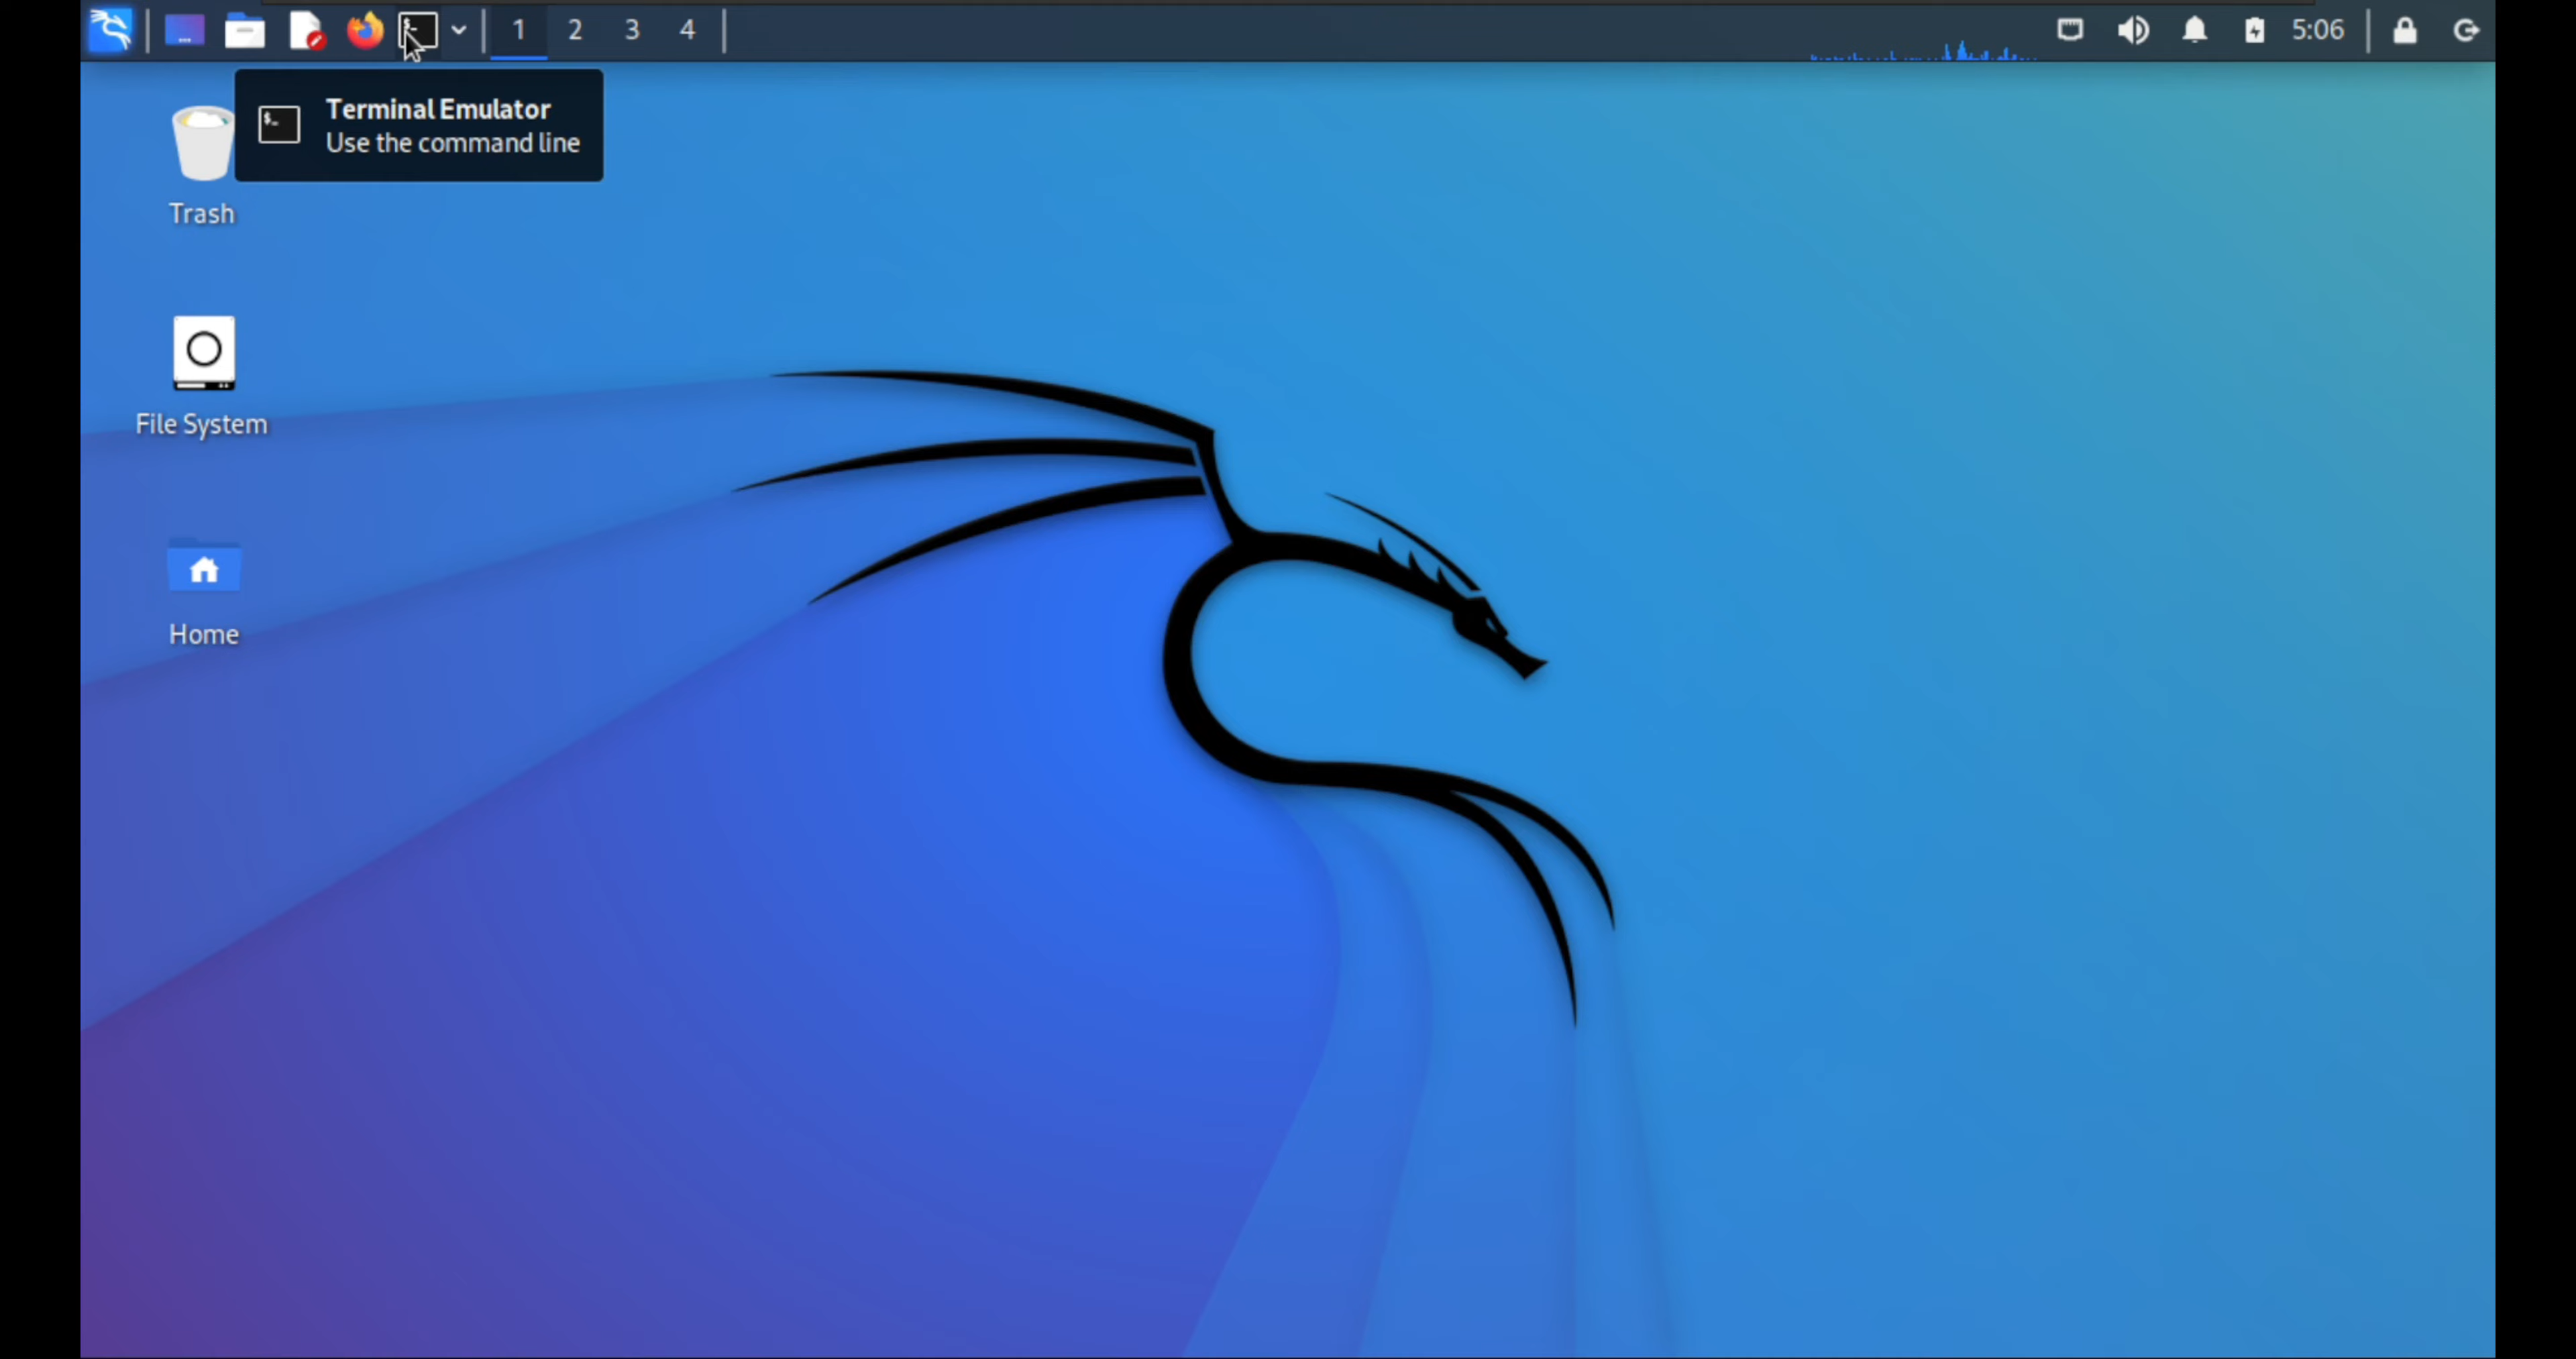 1 2 3 4 5:06
Terminal Emulator
Use the command line
Trash
File System
Home